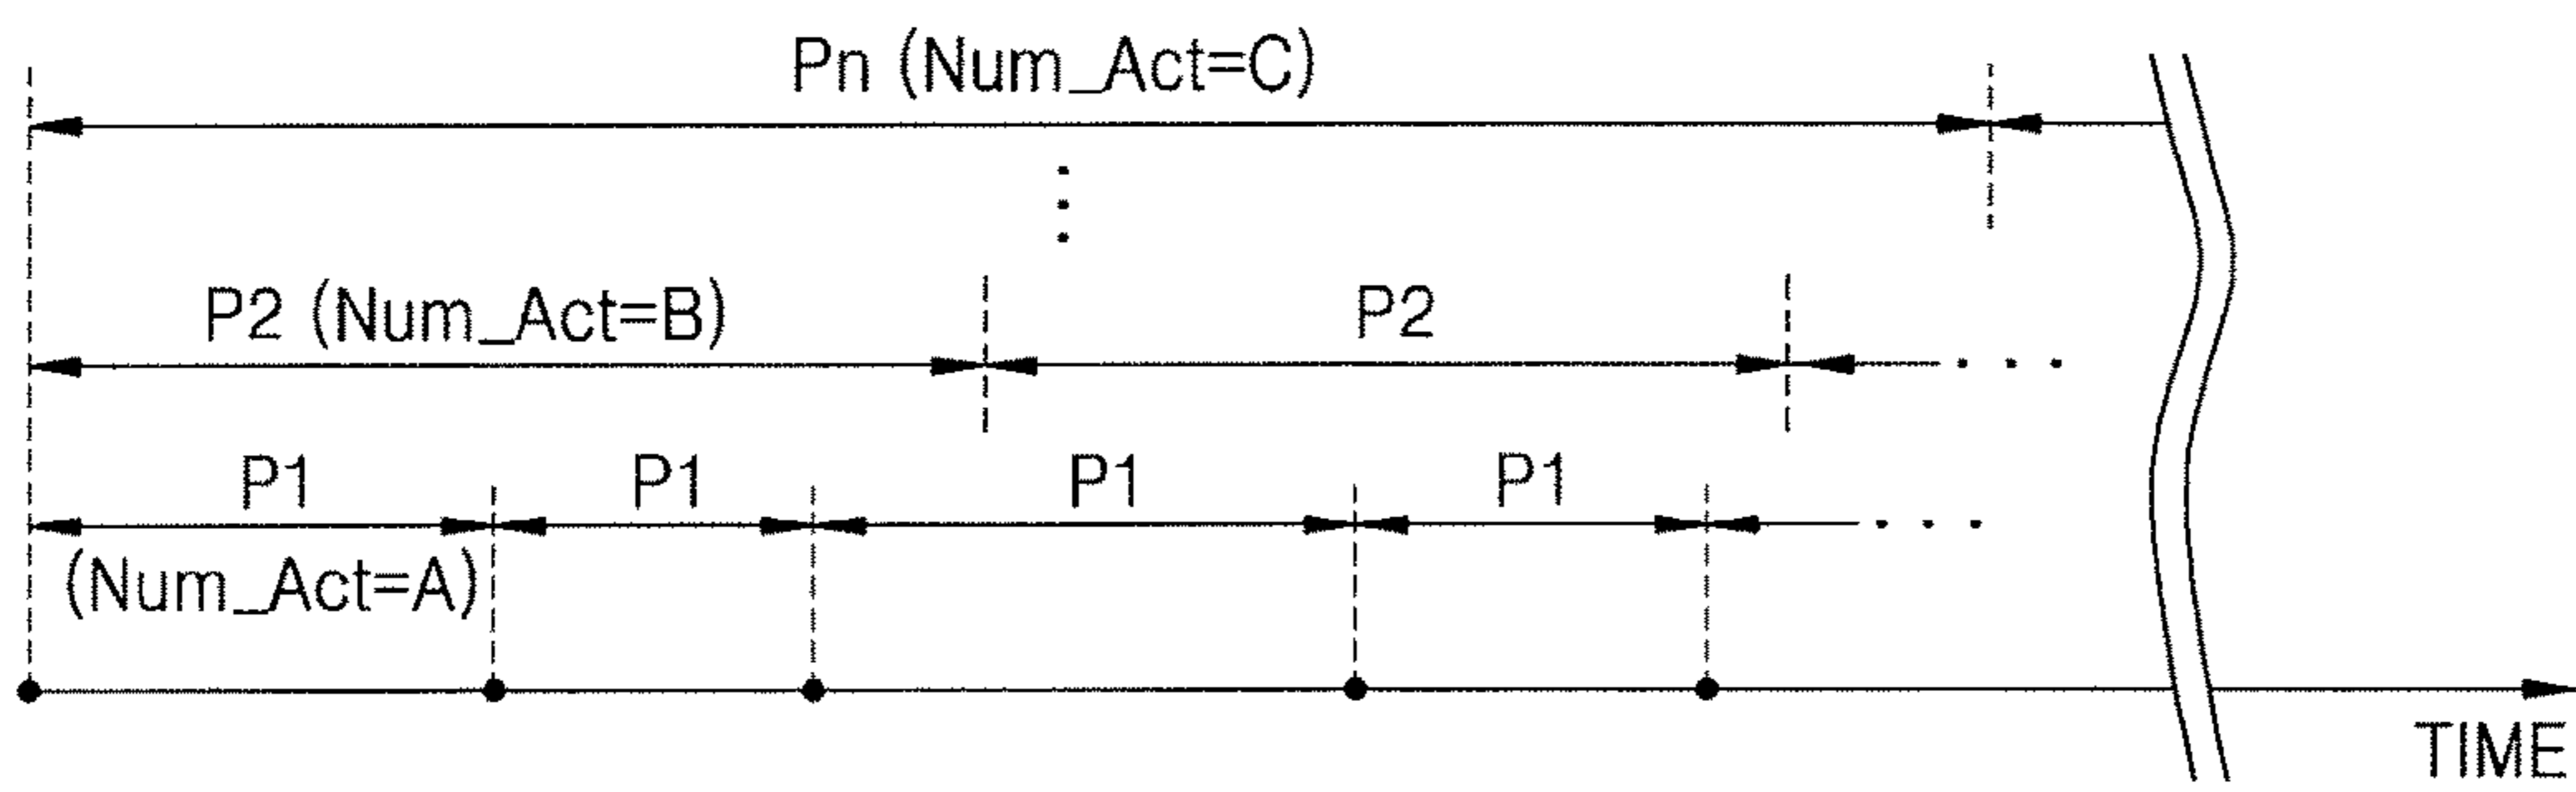 Pn (Num_Act=C)
P2 (Num_Act=B) P2
P1 P1 P1 P1
(Num_Act=A)
TIME